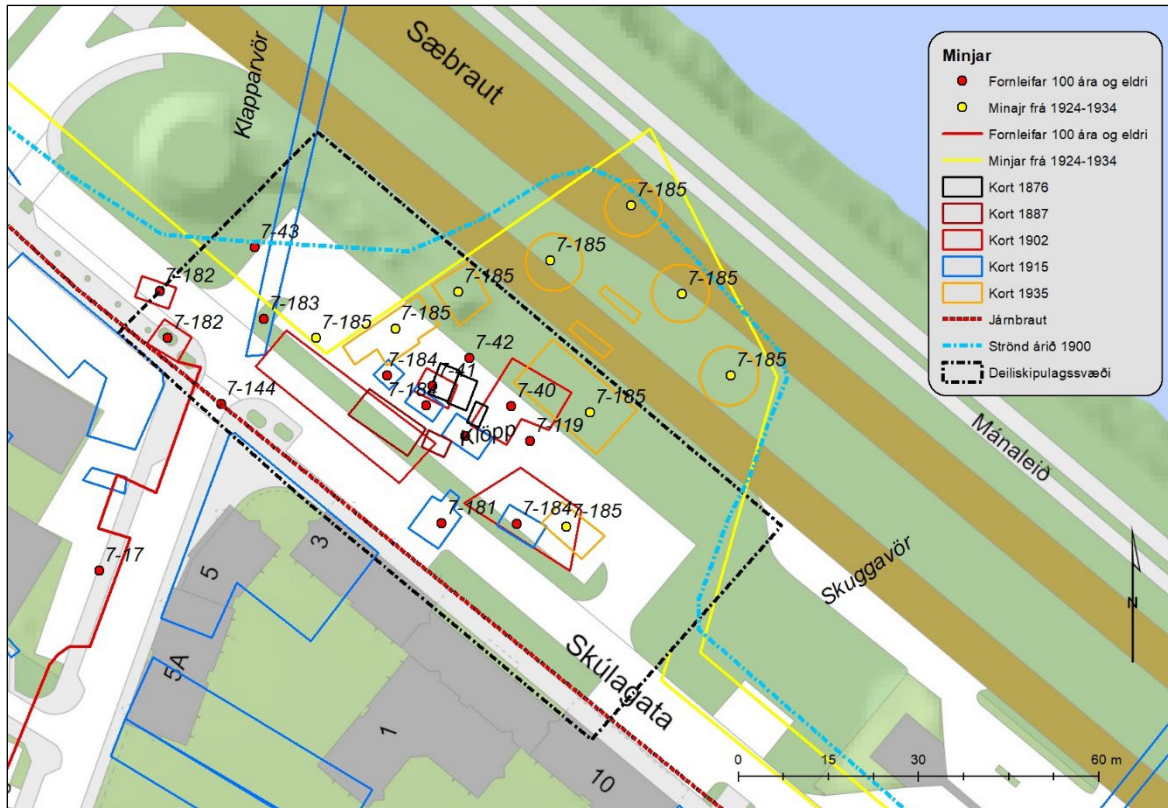 Sæbraut
Klapparvör
7-185
7-185
7-43
7-185
7-182
7-185
7-183
7-185
7-185
7-182
7-42
7-184
7-41
7-185
7-144
7-184
7-40
7-185
Klöpp
7-119
Mánaleið
7-181
7-184
7-185
3
7-17
5
Skuggavör
5A
Skúlagata
1
10
Minjar
Fornleifar 100 ára og eldri
Minajr frá 1924-1934
Fornleifar 100 ára og eldri
Minjar frá 1924-1934
Kort 1876
Kort 1887
Kort 1902
Kort 1915
Kort 1935
Járnbraut
Strönd árið 1900
Deiliskipulagssvæði
N
0 15 30 60 m